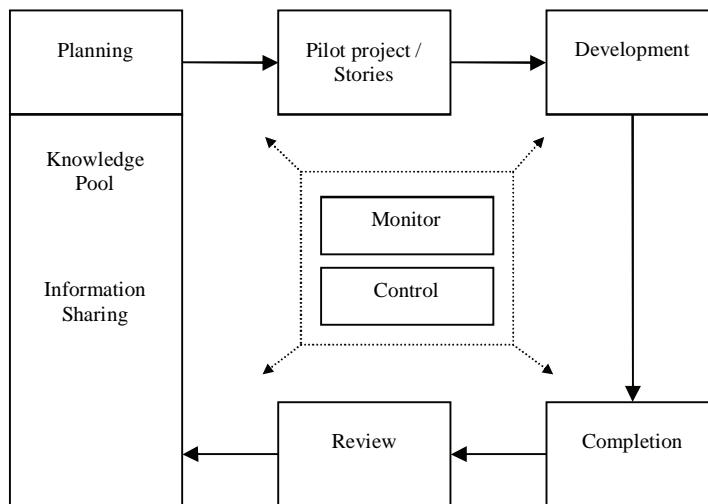 Planning
Pilot project /
Stories
Development
Knowledge
Pool
Monitor
Information
Sharing
Control
Review
Completion